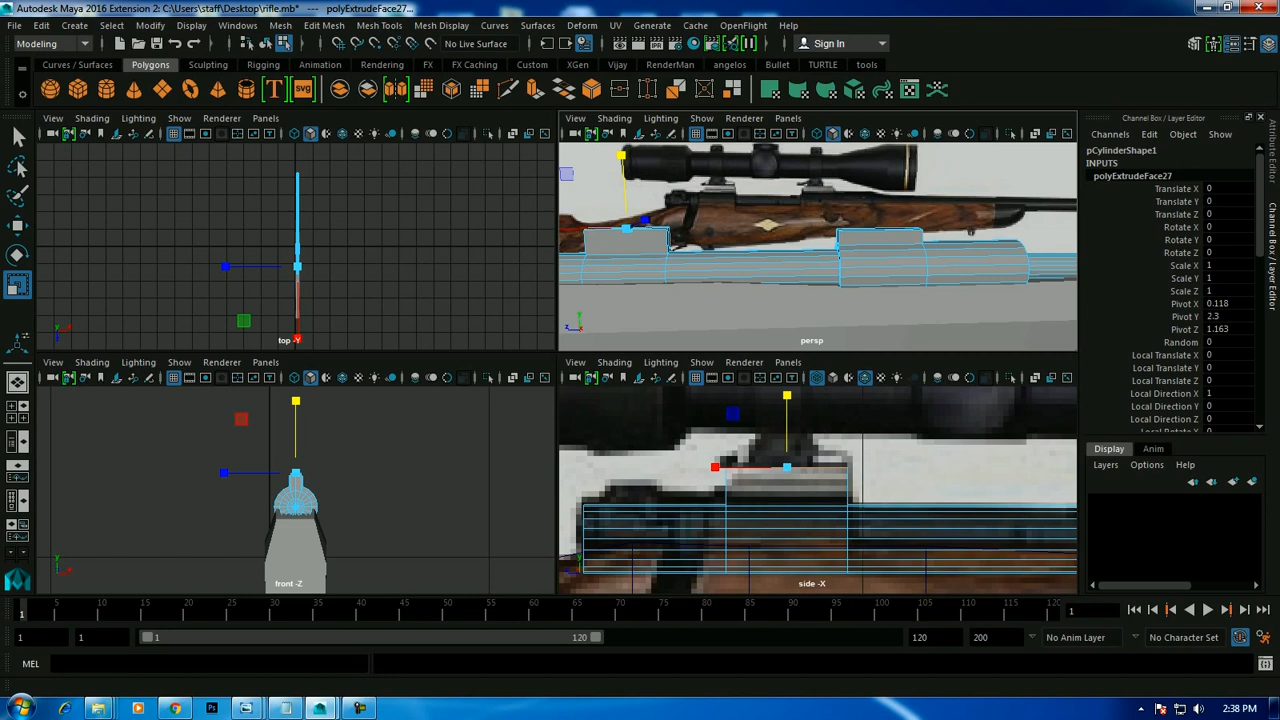 Autodesk Maya 2016 Extension 2: C:\Users\staff\Desktop\rifle.mb* --- polyExtrudeFace27...
File Edit Create Select Modify Display Windows Mesh Edit Mesh Mesh Tools Mesh Display Curves Surfaces Deform UV Generate Cache OpenFlight Help
Modeling No Live Surface Sign In
Curves / Surfaces Polygons Sculpting Rigging Animation Rendering FX FX Caching Custom XGen Vijay RenderMan angelos Bullet TURTLE tools
T svg
View Shading Lighting Show Renderer Panels
View Shading Lighting Show Renderer Panels
top -Y
persp
View Shading Lighting Show Renderer Panels
View Shading Lighting Show Renderer Panels
front -Z
side -X
Channel Box / Layer Editor
Channels Edit Object Show
pCylinderShape1
INPUTS
polyExtrudeFace27
Translate X 0
Translate Y 0
Translate Z 0
Rotate X 0
Rotate Y 0
Rotate Z 0
Scale X 1
Scale Y 1
Scale Z 1
Pivot X 0.118
Pivot Y 2.3
Pivot Z 1.163
Random 0
Local Translate X 0
Local Translate Y 0
Local Translate Z 0
Local Direction X 1
Local Direction Y 0
Local Direction Z 0
Display Anim
Layers Options Help
Attribute Editor
Channel Box / Layer Editor
1 5 10 15 20 25 30 35 40 45 50 55 60 65 70 75 80 85 90 95 100 105 110 115 120 1
1 1 1 120 120 200 No Anim Layer No Character Set
MEL
2:38 PM